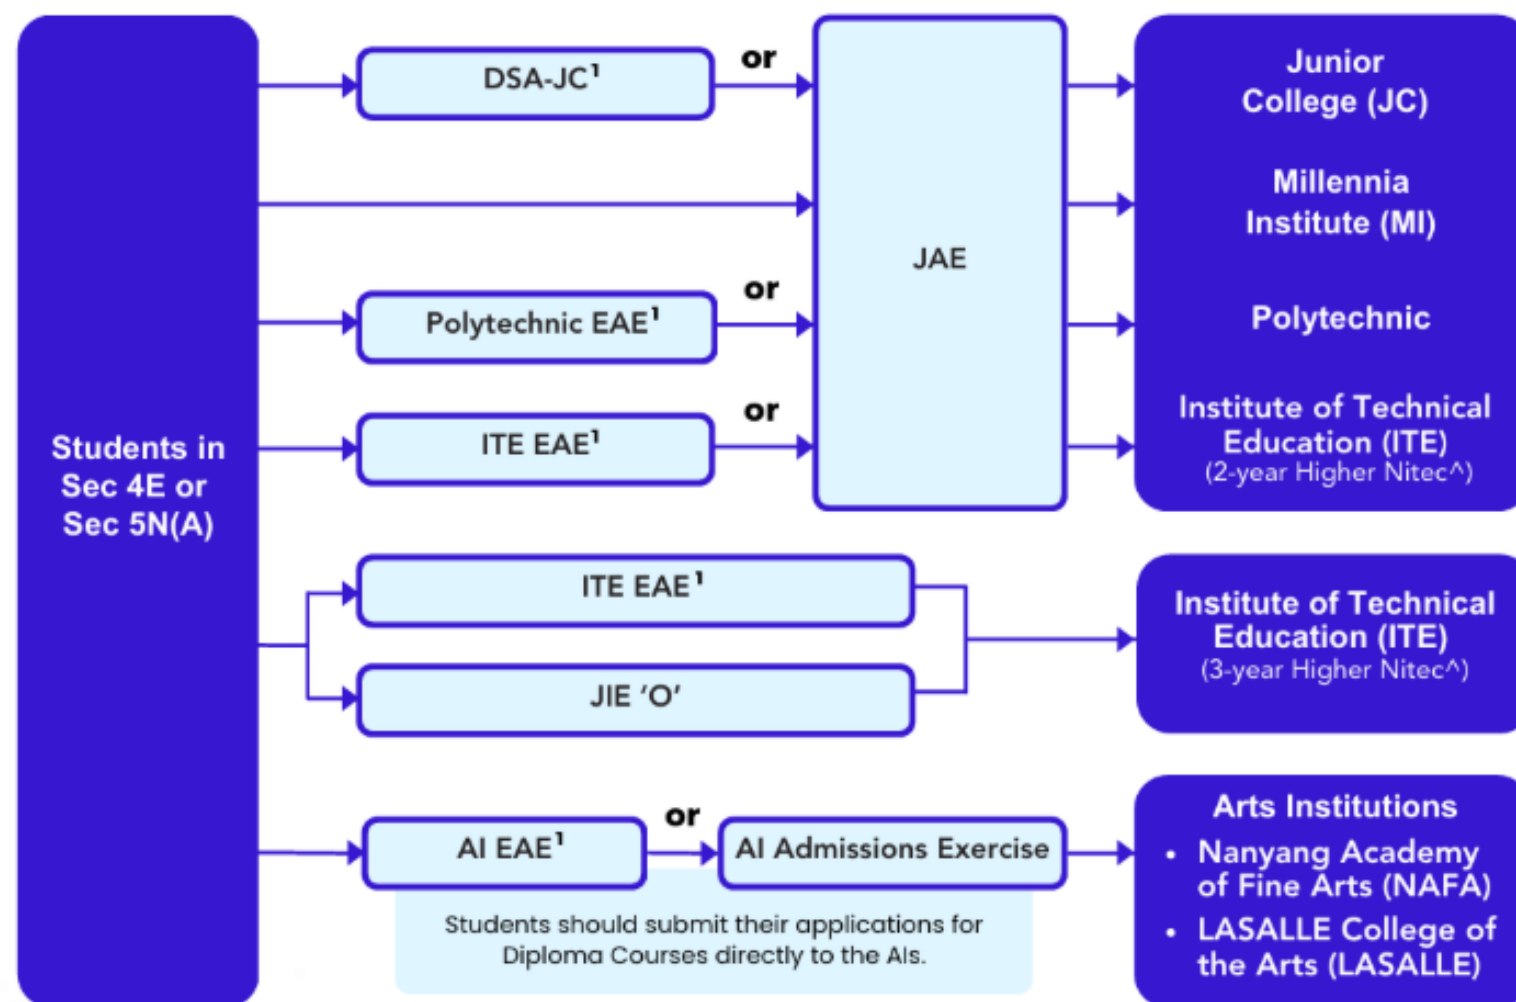 Students in
Sec 4E or
Sec 5N(A)
DSA-JC¹
or
JAE
Junior
College (JC)
Millennia
Institute (MI)
Polytechnic EAE¹
or
Polytechnic
ITE EAE¹
or
Institute of Technical
Education (ITE)
(2-year Higher Nitec^)
ITE EAE¹
JIE ‘O’
Institute of Technical
Education (ITE)
(3-year Higher Nitec^)
AI EAE¹
or
AI Admissions Exercise
Students should submit their applications for
Diploma Courses directly to the AIs.
Arts Institutions
• Nanyang Academy
of Fine Arts (NAFA)
• LASALLE College of
the Arts (LASALLE)